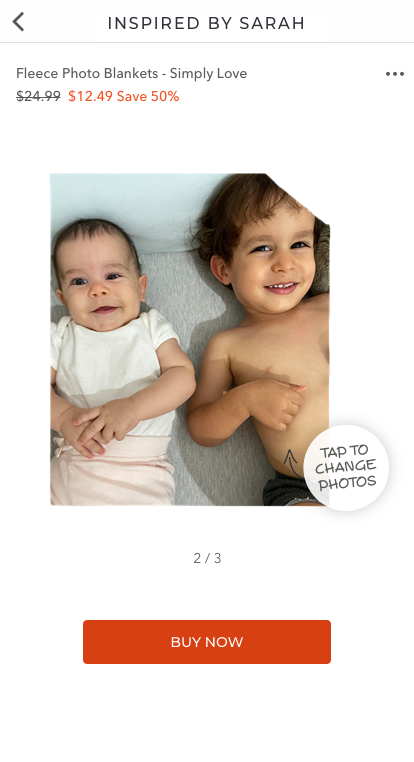 INSPIRED BY SARAH
Fleece Photo Blankets - Simply Love
$24.99 $12.49 Save 50%
TAP TO
CHANGE
PHOTOS
2 / 3
BUY NOW